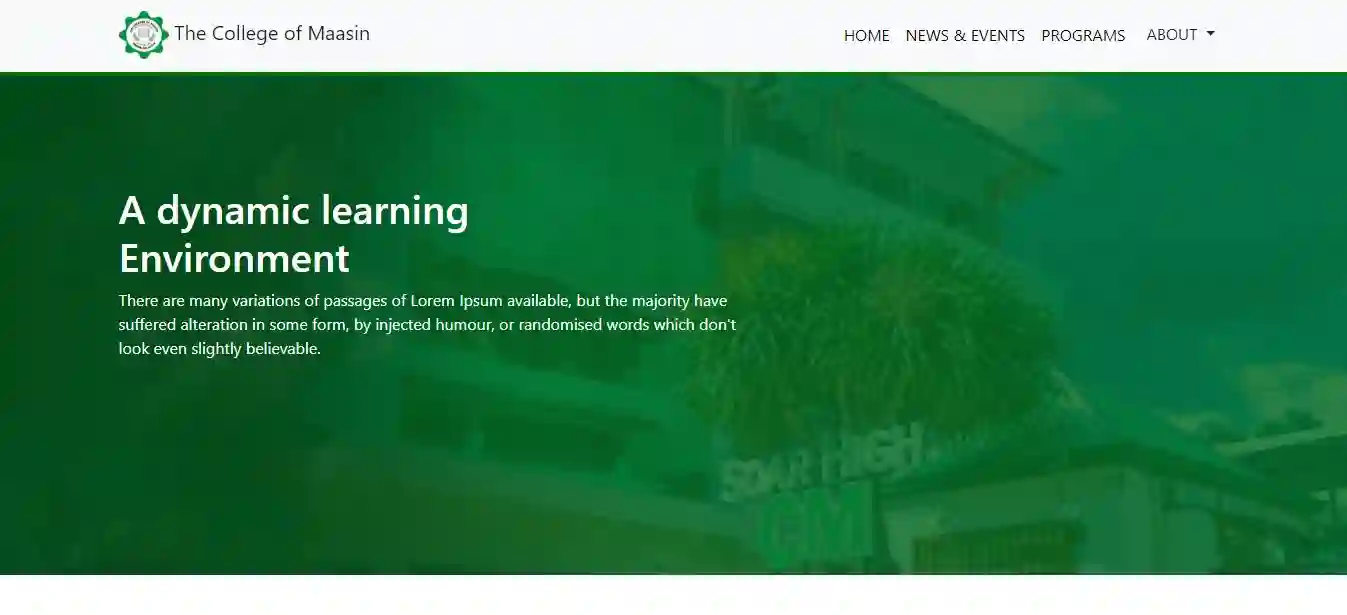 The College of Maasin
HOME NEWS & EVENTS PROGRAMS ABOUT
A dynamic learning
Environment
There are many variations of passages of Lorem Ipsum available, but the majority have
suffered alteration in some form, by injected humour, or randomised words which don't
look even slightly believable.
SOAR HIGH
CM